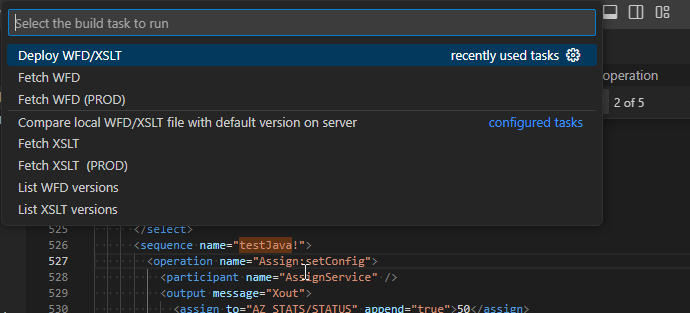 Select the build task to run
Deploy WFD/XSLT recently used tasks
Fetch WFD
operation
Fetch WFD (PROD)
2 of 5
Compare local WFD/XSLT file with default version on server configured tasks
Fetch XSLT
Fetch XSLT (PROD)
List WFD versions
List XSLT versions
525 </select>
526 <sequence name="testJava!">
527 <operation name="Assign:setConfig">
528 <participant name="AssignService" />
529 <output message="Xout">
530 <assign to="AZ_STATS/STATUS" append="true">50</assign>